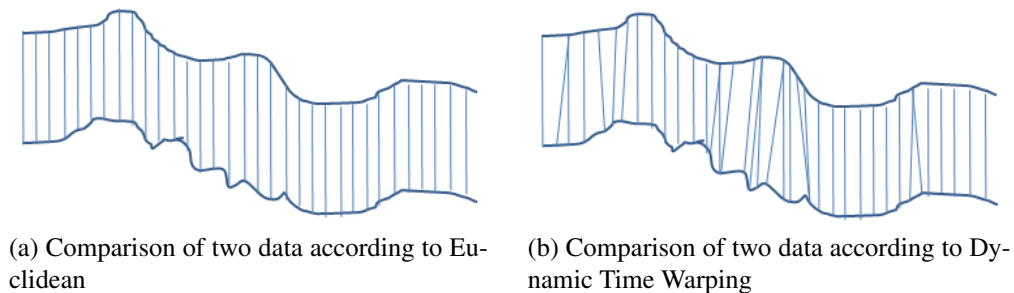 (a) Comparison of two data according to Eu-
clidean
(b) Comparison of two data according to Dy-
namic Time Warping